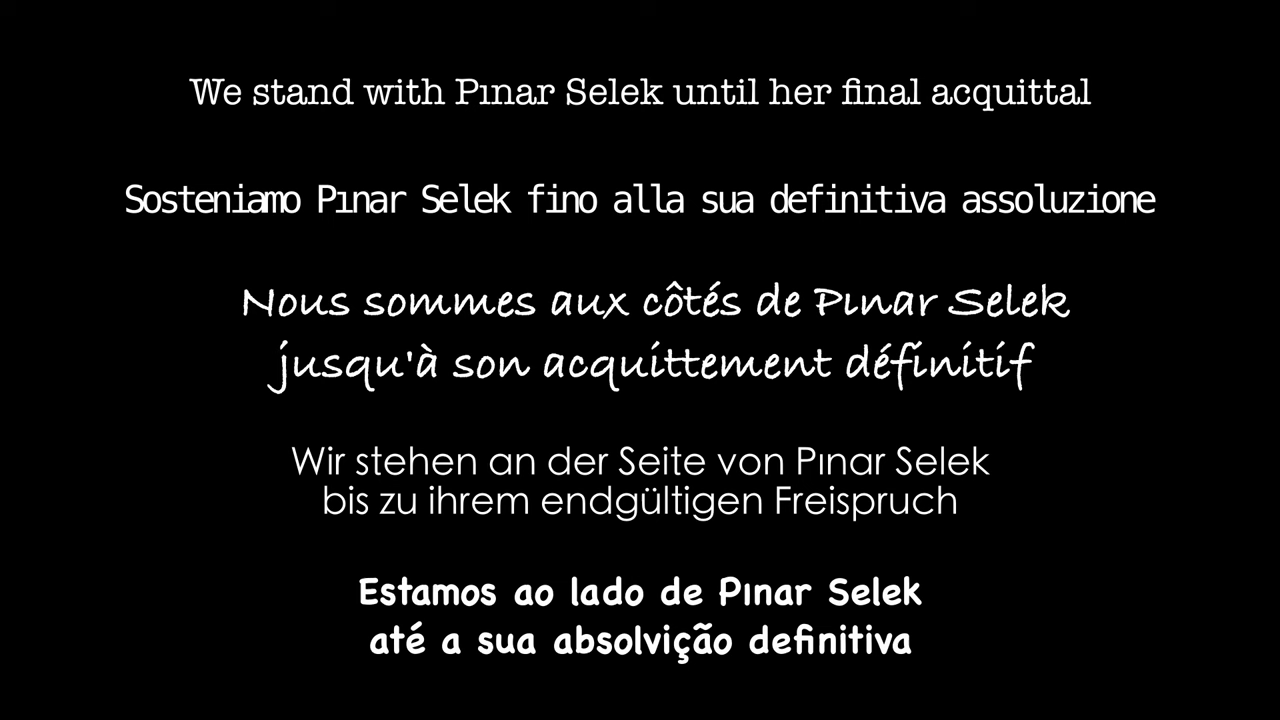 We stand with Pınar Selek until her final acquittal
Sosteniamo Pınar Selek fino alla sua definitiva assoluzione
Nous sommes aux côtés de Pınar Selek
jusqu'à son acquittement définitif
Wir stehen an der Seite von Pınar Selek
bis zu ihrem endgültigen Freispruch
Estamos ao lado de Pınar Selek
até a sua absolvição definitiva